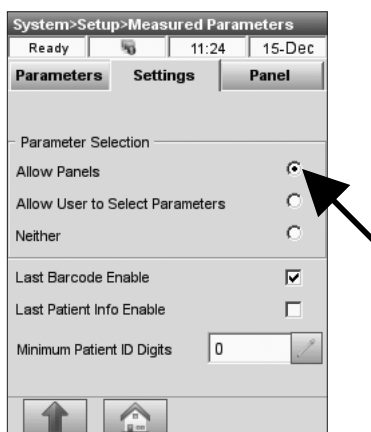 System>Setup>Measured Parameters
Ready 11:24 15-Dec
Parameters Settings Panel
Parameter Selection
Allow Panels
Allow User to Select Parameters
Neither
Last Barcode Enable
Last Patient Info Enable
Minimum Patient ID Digits 0